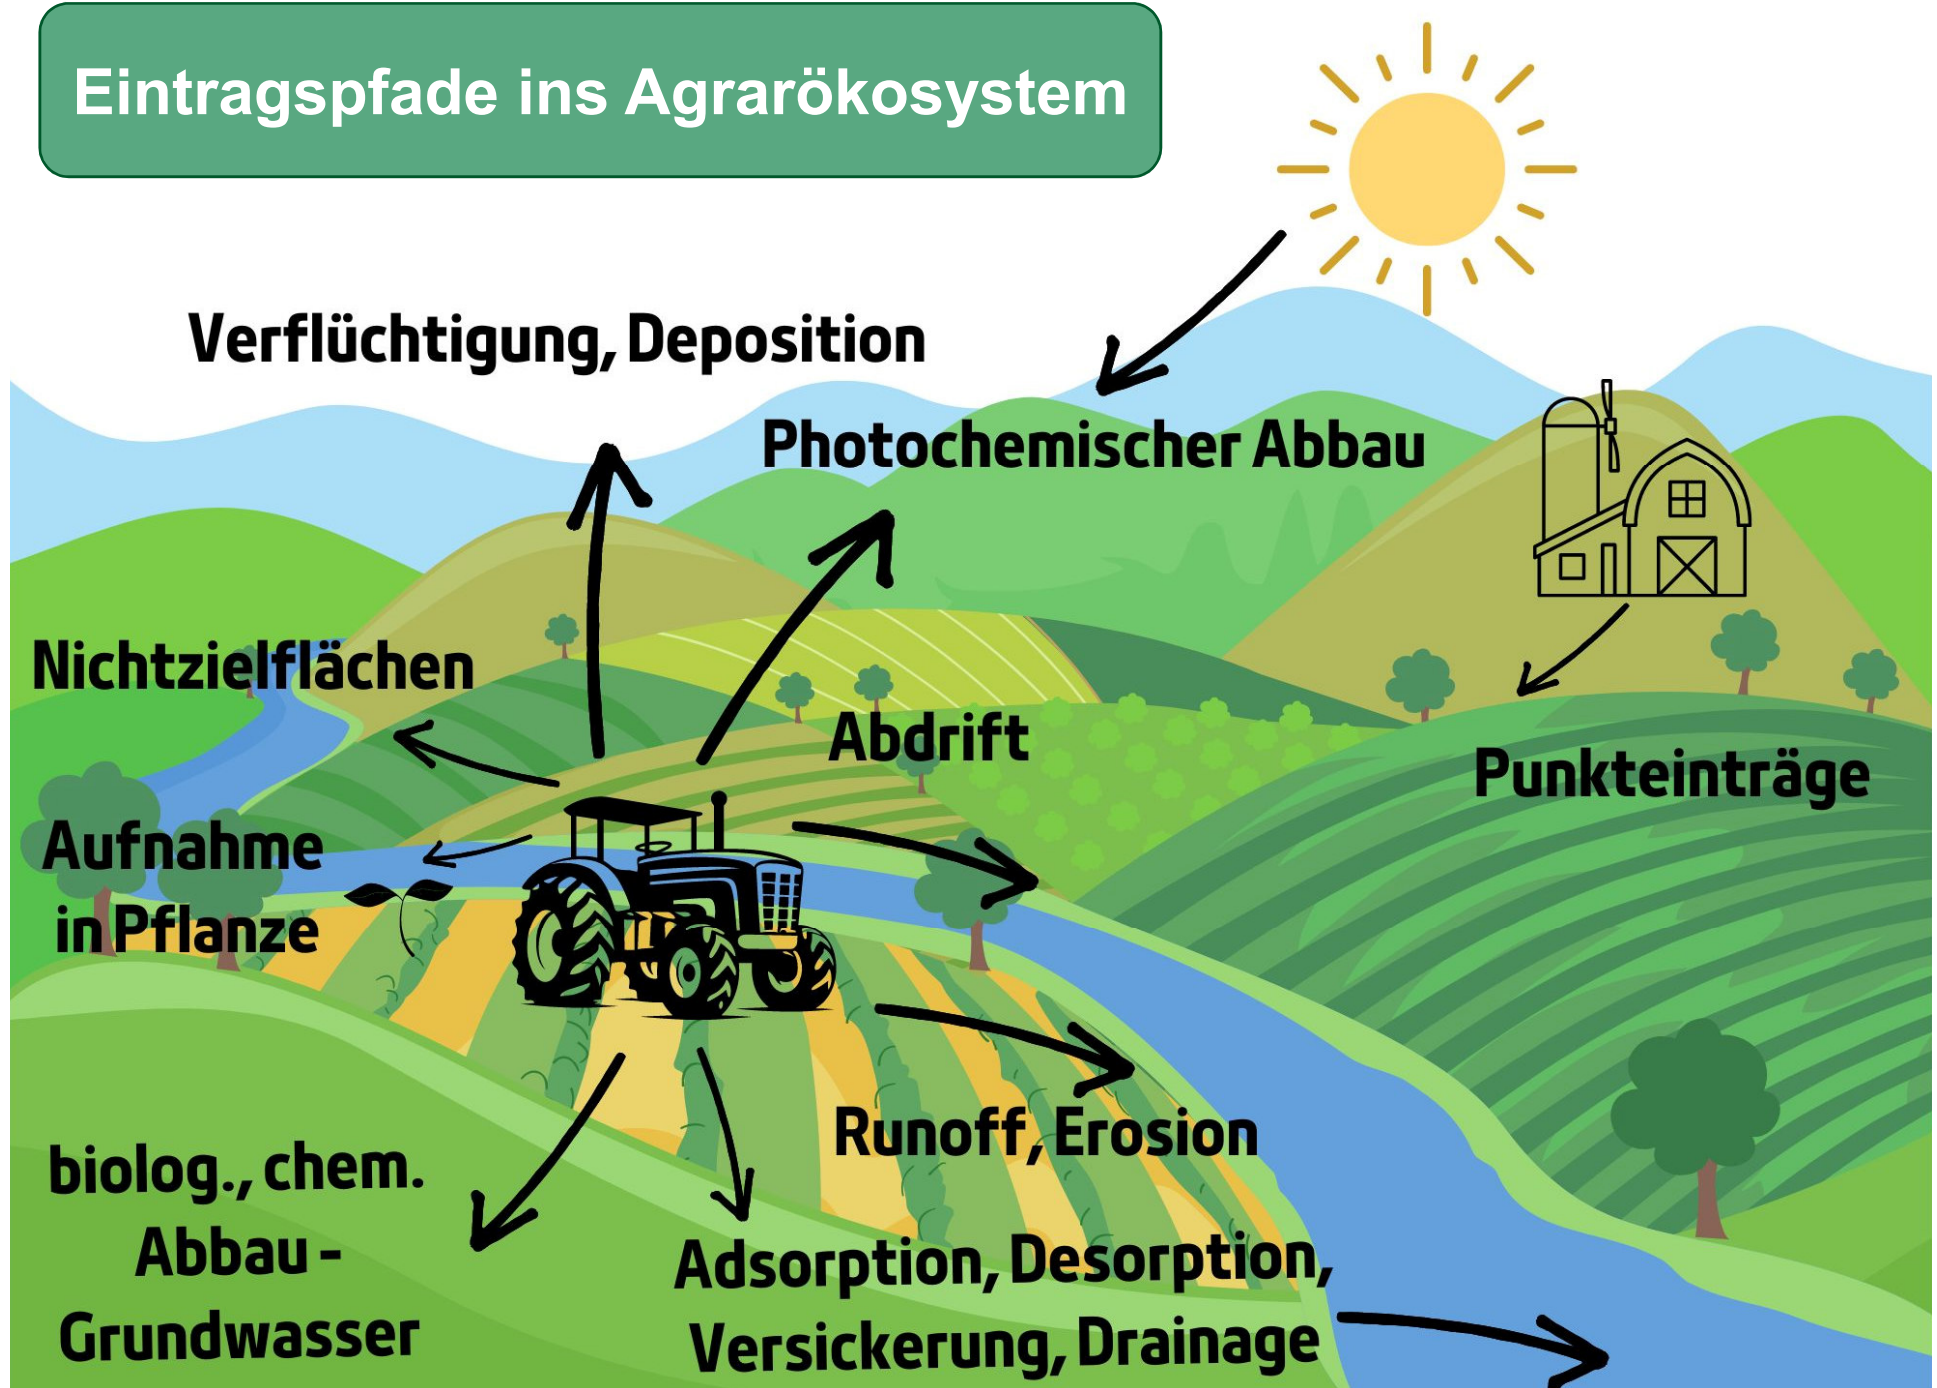 Eintragspfade ins Agrarökosystem
Verflüchtigung, Deposition
Photochemischer Abbau
Nichtzielflächen
Abdrift
Punkteinträge
Aufnahme
in Pflanze
Runoff, Erosion
biolog., chem.
Abbau -
Grundwasser
Adsorption, Desorption,
Versickerung, Drainage